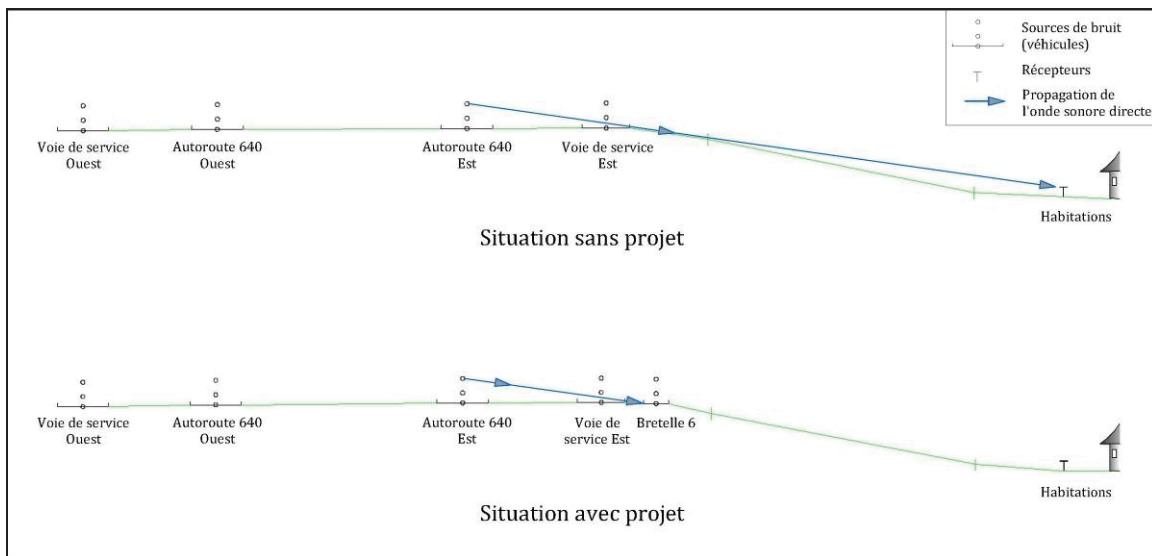 Sources de bruit
(véhicules)
Récepteurs
Propagation de
l'onde sonore directe
Voie de service
Ouest
Autoroute 640
Ouest
Autoroute 640
Est
Voie de service
Est
Habitations
Situation sans projet
Voie de service
Ouest
Autoroute 640
Ouest
Autoroute 640
Est
Voie de
service Est
Bretelle 6
Habitations
Situation avec projet